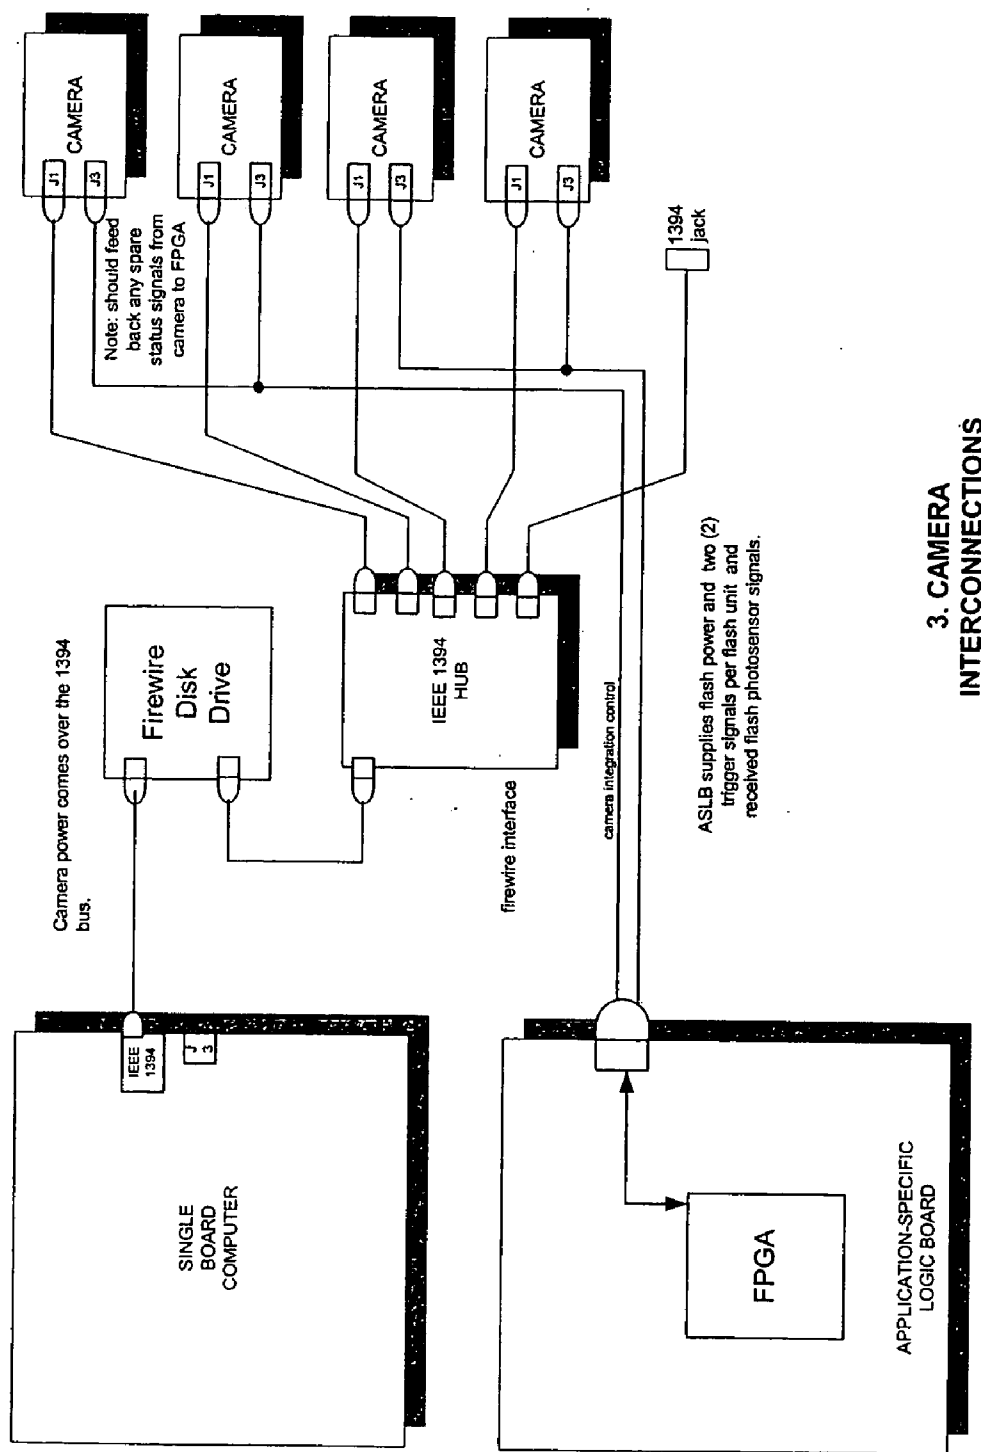 CAMERA
J1
J3
CAMERA
J1
J3
CAMERA
J1
J3
CAMERA
J1
J3
Note: should feed
back any spare
status signals from
camera to FPGA
1394
jack
Camera power comes over the 1394
bus.
Firewire
Disk
Drive
IEEE 1394
HUB
firewire interface
camera integration control
ASLB supplies flash power and two (2)
trigger signals per flash unit and
received flash photosensor signals.
IEEE
1394
J
3
SINGLE
BOARD
COMPUTER
FPGA
APPLICATION-SPECIFIC
LOGIC BOARD
3. CAMERA
INTERCONNECTIONS